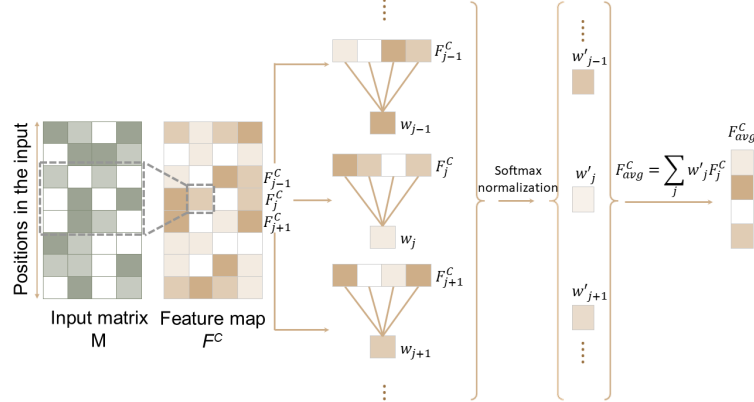 Positions in the input
Input matrix
M
Feature map
F^C
F^C_{j-1}
F^C_j
F^C_{j+1}
F^C_{j-1}
w_{j-1}
F^C_j
w_j
F^C_{j+1}
w_{j+1}
Softmax
normalization
w'_{j-1}
w'_j
w'_{j+1}
F^C_{avg} = ∑_j w'_j F^C_j
F^C_{avg}